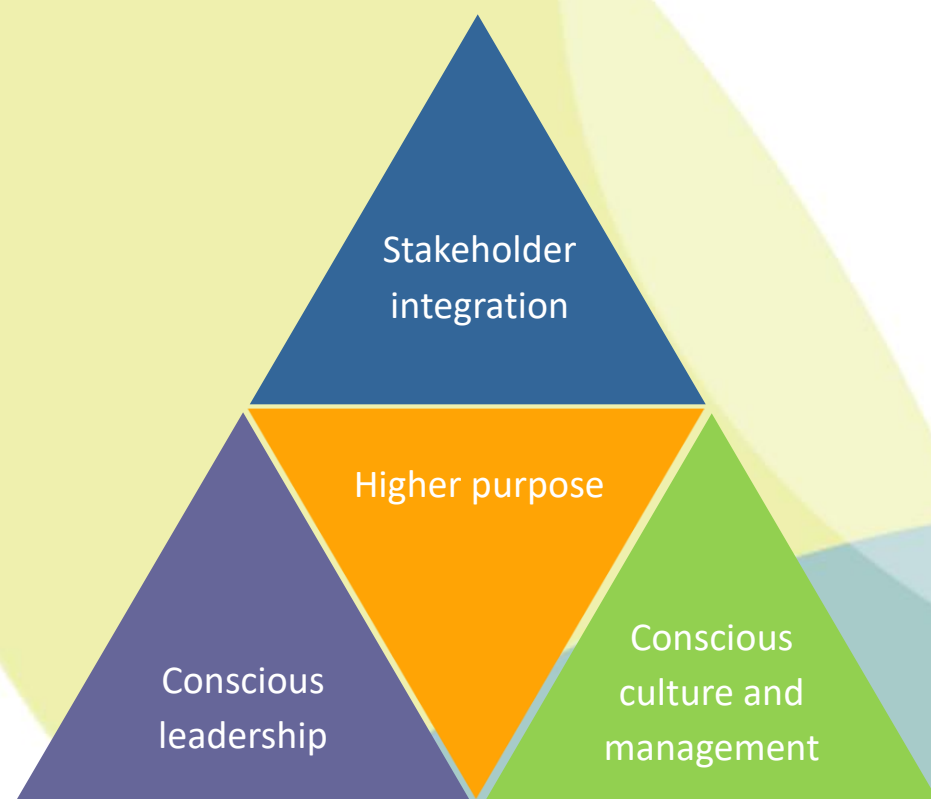 Stakeholder
integration
Higher purpose
Conscious
leadership
Conscious
culture and
management